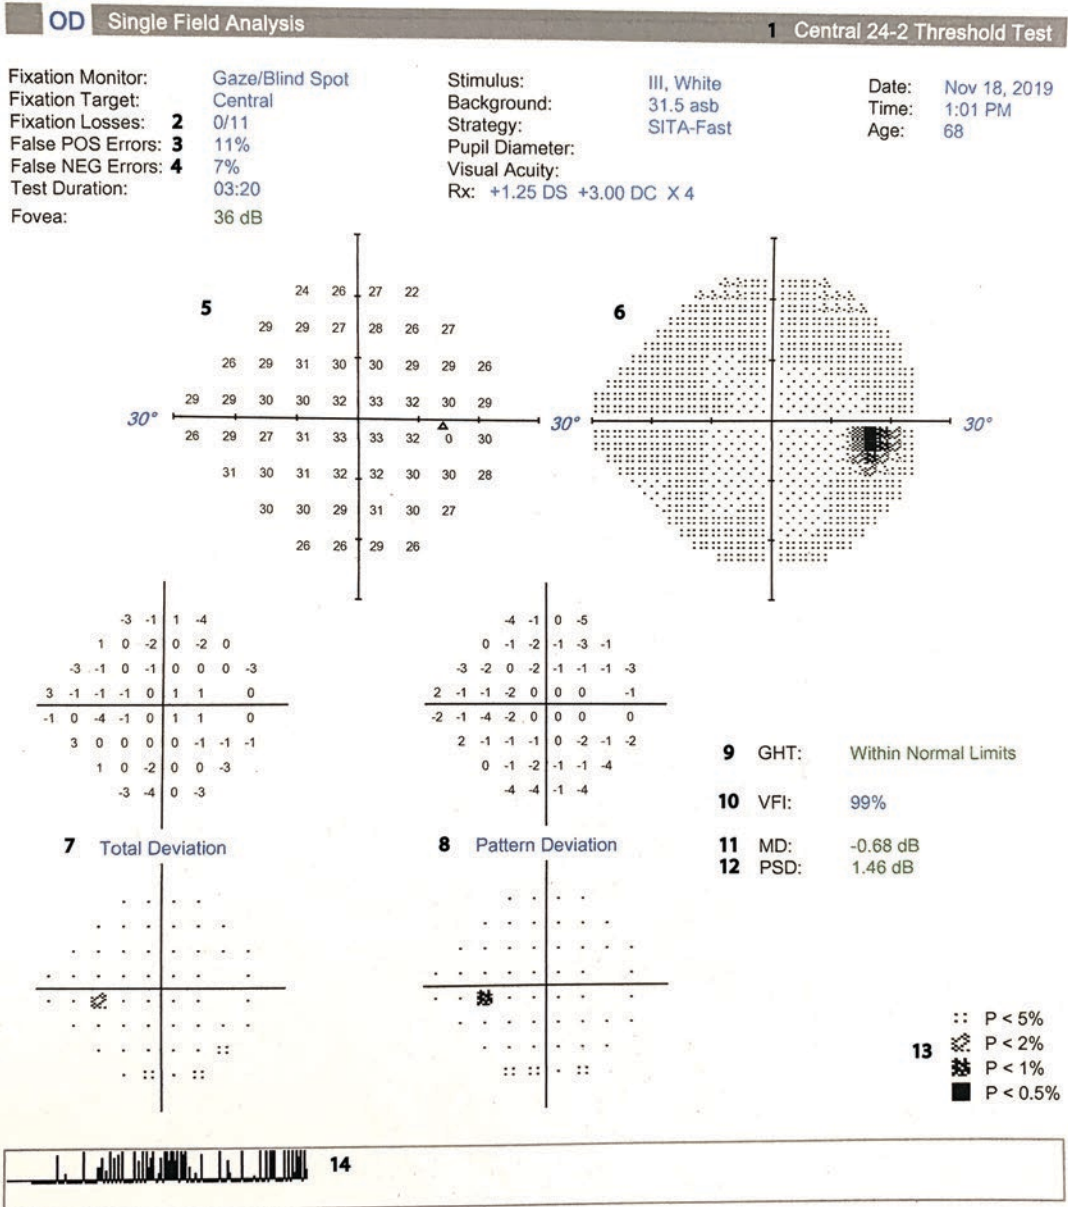 OD Single Field Analysis 1 Central 24-2 Threshold Test
Fixation Monitor: Gaze/Blind Spot Stimulus: III, White Date: Nov 18, 2019
Fixation Target: Central Background: 31.5 asb Time: 1:01 PM
Fixation Losses: 2 0/11 Strategy: SITA-Fast Age: 68
False POS Errors: 3 11% Pupil Diameter:
False NEG Errors: 4 7% Visual Acuity:
Test Duration: 03:20 Rx: +1.25 DS +3.00 DC X 4
Fovea: 36 dB
24 26 27 22
5 6
29 29 27 28 26 27
26 29 31 30 30 29 29 26
29 29 30 30 32 33 32 30 29
30° 30° 30°
26 29 27 31 33 33 32 0 30
31 30 31 32 32 30 30 28
30 30 29 31 30 27
26 26 29 26
-3 -1 1 -4 -4 -1 0 -5
1 0 -2 0 -2 0 0 -1 -2 -1 -3 -1
-3 -1 0 -1 0 0 0 -3 -3 -2 0 -2 -1 -1 -1 -3
3 -1 -1 -1 0 1 1 0 2 -1 -1 -2 0 0 0 -1
-1 0 -4 -1 0 1 1 0 -2 -1 -4 -2 0 0 0 0
3 0 0 0 0 -1 -1 -1 2 -1 -1 -1 0 -2 -1 -2
1 0 -2 0 0 -3 0 -1 -2 -1 -1 -4
-3 -4 0 -3 -4 -4 -1 -4
9 GHT: Within Normal Limits
10 VFI: 99%
11 MD: -0.68 dB
12 PSD: 1.46 dB
7 Total Deviation 8 Pattern Deviation
P < 5%
P < 2%
13
P < 1%
P < 0.5%
14